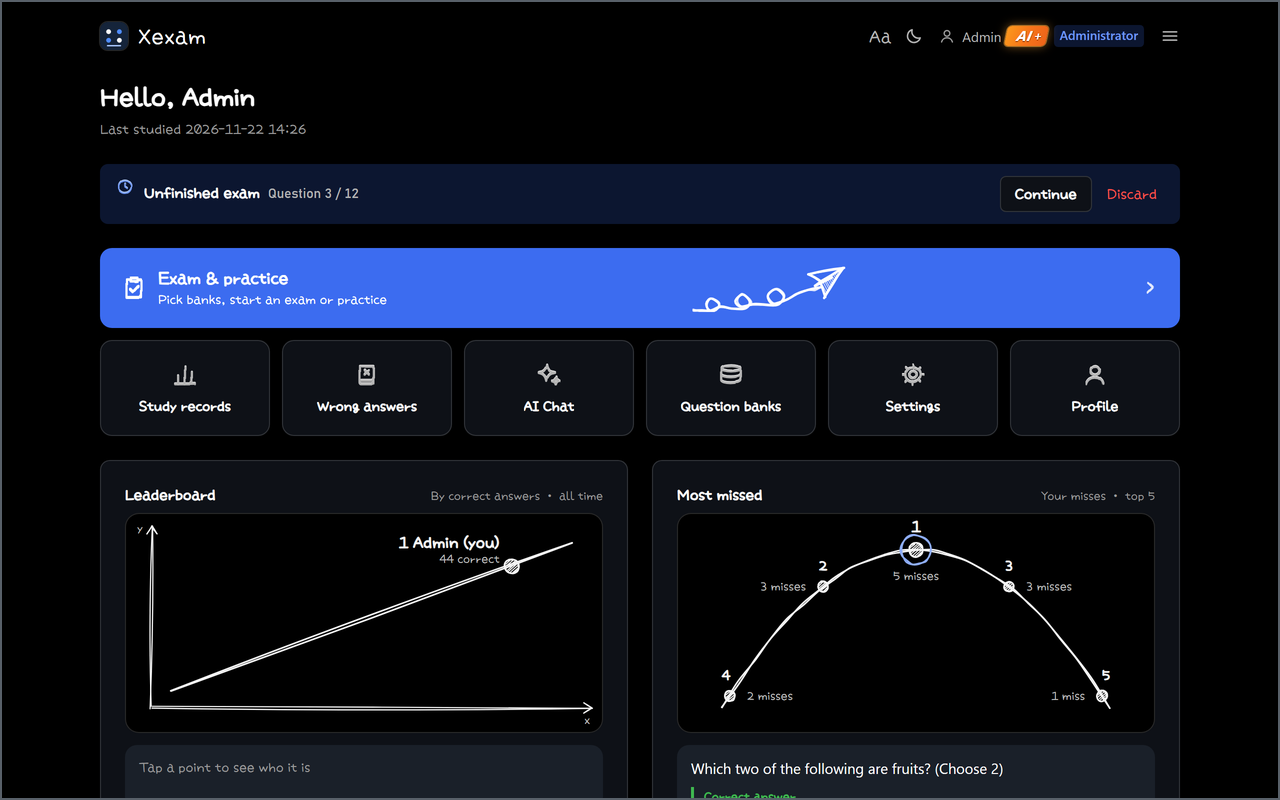 Xexam
Aa Admin AI+ Administrator
Hello, Admin
Last studied 2026-11-22 14:26
Unfinished exam Question 3 / 12 Continue Discard
Exam & practice
Pick banks, start an exam or practice
Study records Wrong answers AI Chat Question banks Settings Profile
Leaderboard By correct answers • all time
y
1 Admin (you)
44 correct
x
Tap a point to see who it is
Most missed Your misses • top 5
1
5 misses
2
3 misses
3
3 misses
4
2 misses
5
1 miss
Which two of the following are fruits? (Choose 2)
Correct answer